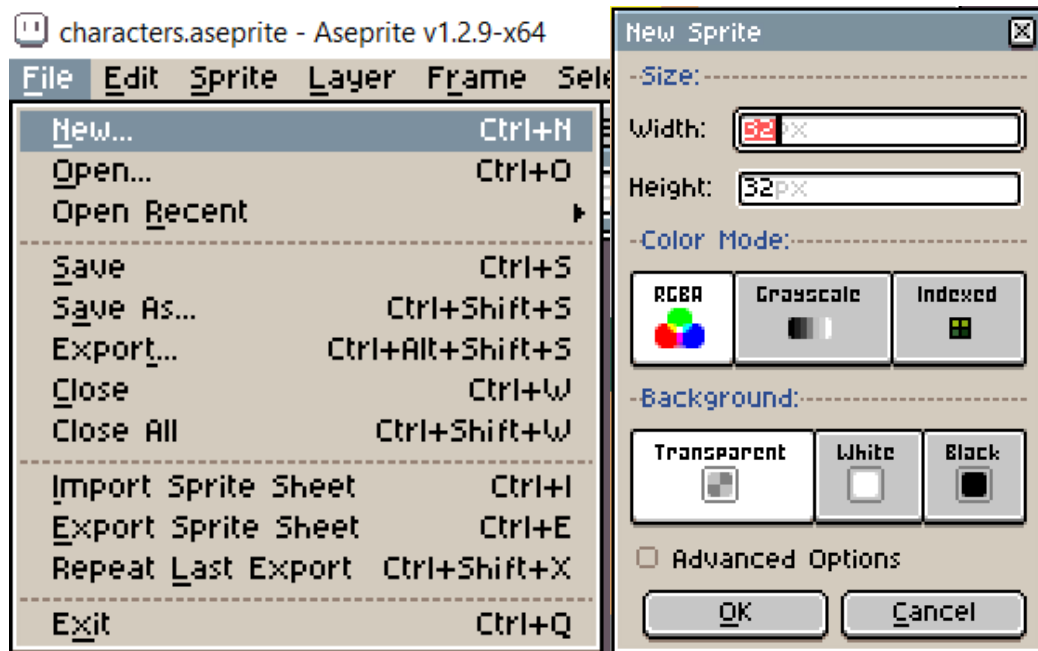 characters.aseprite - Aseprite v1.2.9-x64
File Edit Sprite Layer Frame Sele
New... Ctrl+N
Open... Ctrl+O
Open Recent
Save Ctrl+S
Save As... Ctrl+Shift+S
Export... Ctrl+Alt+Shift+S
Close Ctrl+W
Close All Ctrl+Shift+W
Import Sprite Sheet Ctrl+I
Export Sprite Sheet Ctrl+E
Repeat Last Export Ctrl+Shift+X
Exit Ctrl+Q
New Sprite
Size:
Width: 32px
Height: 32px
Color Mode:
RGBA Grayscale Indexed
Background:
Transparent White Black
Advanced Options
OK Cancel